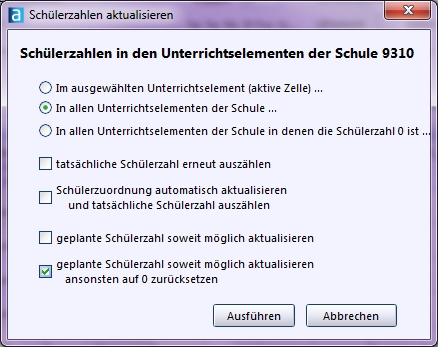 a Schülerzahlen aktualisieren
Schülerzahlen in den Unterrichtselementen der Schule 9310
Im ausgewählten Unterrichtselement (aktive Zelle) ...
In allen Unterrichtselementen der Schule ...
In allen Unterrichtselementen der Schule in denen die Schülerzahl 0 ist ...
tatsächliche Schülerzahl erneut auszählen
Schülerzuordnung automatisch aktualisieren
und tatsächliche Schülerzahl auszählen
geplante Schülerzahl soweit möglich aktualisieren
geplante Schülerzahl soweit möglich aktualisieren
ansonsten auf 0 zurücksetzen
Ausführen Abbrechen